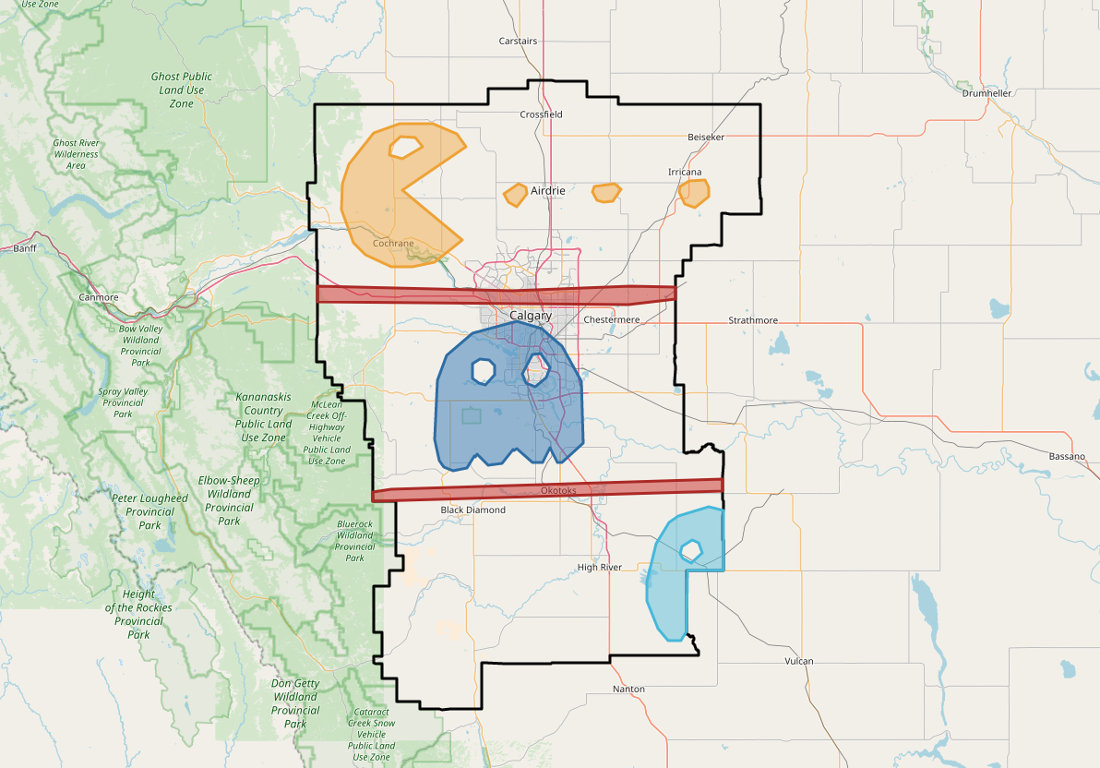 Use Zone
Carstairs
Ghost Public
Land Use
Zone
Drumheller
Crossfield
Beiseker
Ghost River
Wilderness
Area
Irricana
Airdrie
Banff
Cochrane
Canmore
Calgary
Chestermere
Strathmore
Bow Valley
Wildland
Provincial
Park
Spray Valley
Provincial
Park
Kananaskis
Country
Public Land
Use Zone
McLean
Creek Off-
Highway
Vehicle
Public Land
Use Zone
Bassano
Elbow-Sheep
Wildland
Provincial
Park
Peter Lougheed
Provincial
Park
Okotoks
Black Diamond
Bluerock
Wildland
Provincial
Park
High River
Height
of the Rockies
Provincial
Park
Vulcan
Nanton
Don Getty
Wildland
Provincial
Park
Cataract
Creek Snow
Vehicle
Public Land
Use Zone